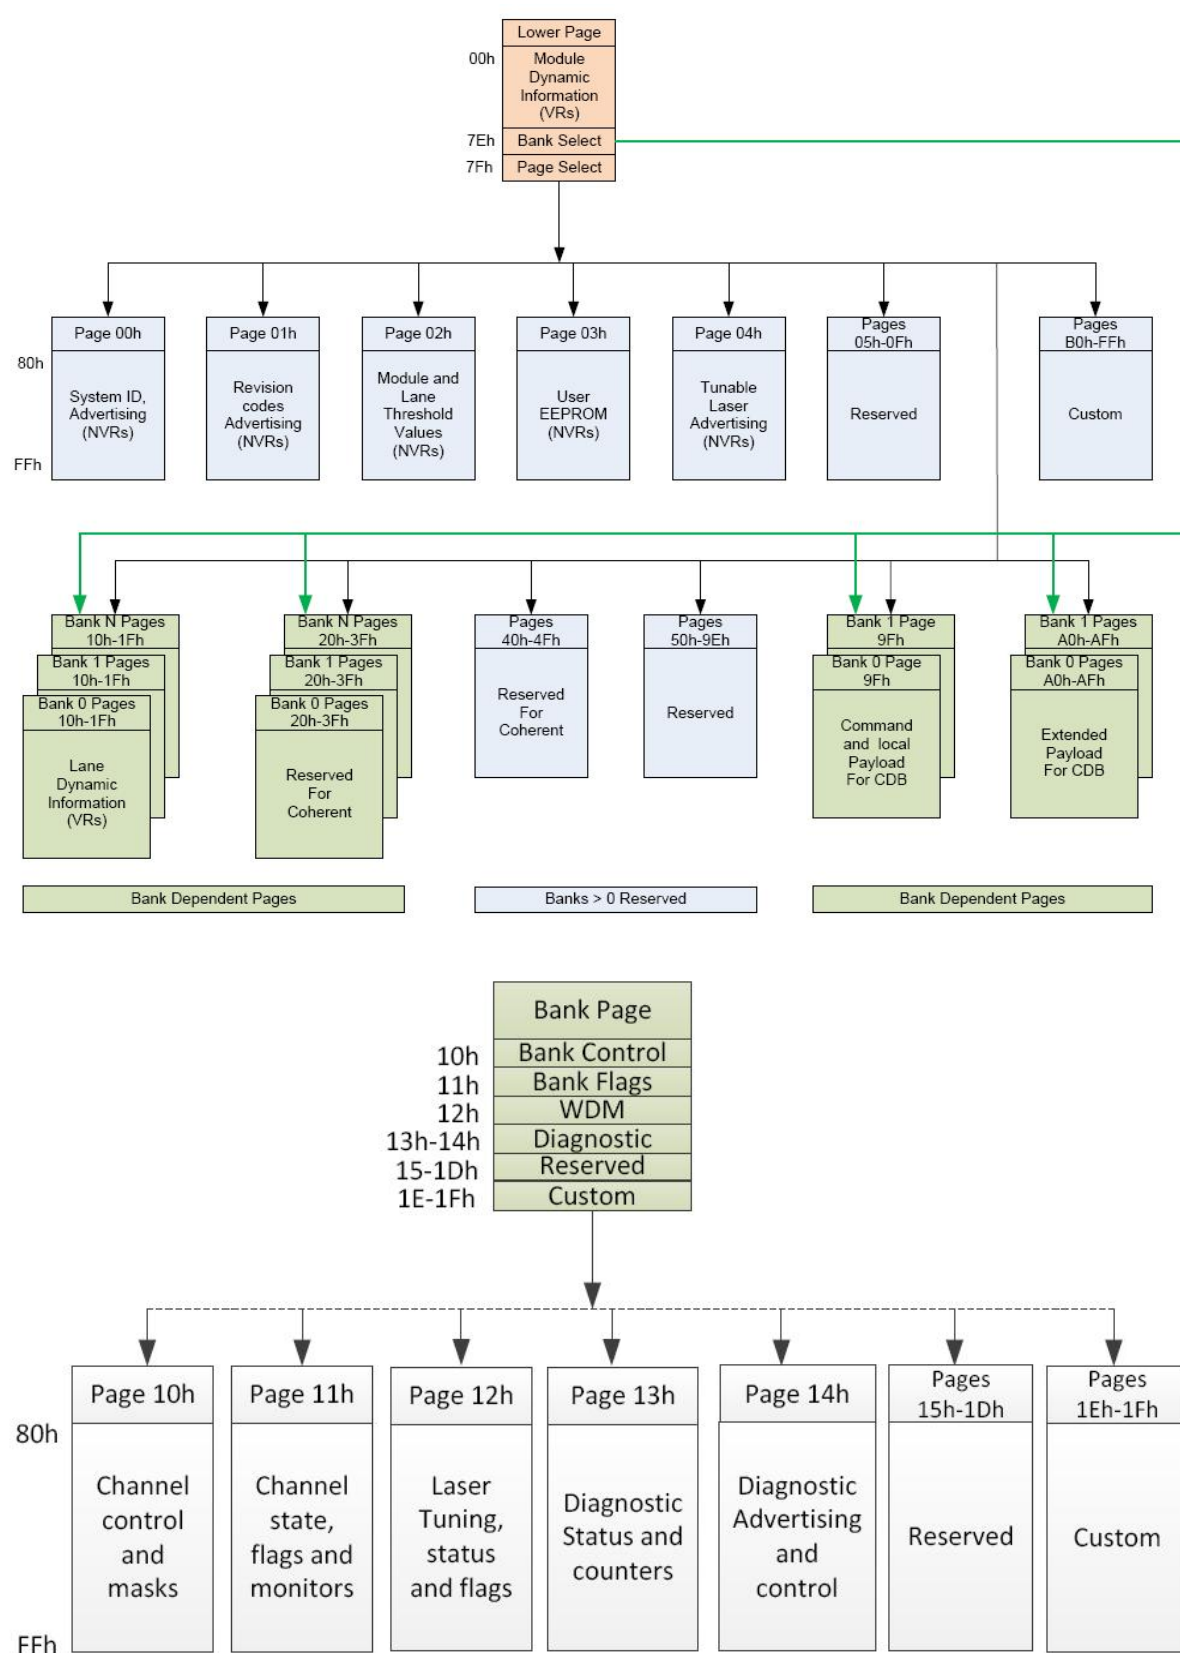 Lower Page
00h
Module
Dynamic
Information
(VRs)
7Eh
Bank Select
7Fh
Page Select
Page 00h
Page 01h
Page 02h
Page 03h
Page 04h
Pages
05h-0Fh
Pages
B0h-FFh
80h
System ID,
Advertising
(NVRs)
Revision
codes
Advertising
(NVRs)
Module and
Lane
Threshold
Values
(NVRs)
User
EEPROM
(NVRs)
Tunable
Laser
Advertising
(NVRs)
Reserved
Custom
FFh
Bank N Pages
10h-1Fh
Bank 1 Pages
10h-1Fh
Bank 0 Pages
10h-1Fh
Lane
Dynamic
Information
(VRs)
Bank N Pages
20h-3Fh
Bank 1 Pages
20h-3Fh
Bank 0 Pages
20h-3Fh
Reserved
For
Coherent
Pages
40h-4Fh
Reserved
For
Coherent
Pages
50h-9Eh
Reserved
Bank 1 Page
9Fh
Bank 0 Page
9Fh
Command
and local
Payload
For CDB
Bank 1 Pages
A0h-AFh
Bank 0 Pages
A0h-AFh
Extended
Payload
For CDB
Bank Dependent Pages
Banks > 0 Reserved
Bank Dependent Pages
Bank Page
10h
Bank Control
11h
Bank Flags
12h
WDM
13h-14h
Diagnostic
15-1Dh
Reserved
1E-1Fh
Custom
Page 10h
Page 11h
Page 12h
Page 13h
Page 14h
Pages
15h-1Dh
Pages
1Eh-1Fh
80h
Channel
control
and
masks
Channel
state,
flags and
monitors
Laser
Tuning,
status
and flags
Diagnostic
Status and
counters
Diagnostic
Advertising
and
control
Reserved
Custom
FFh